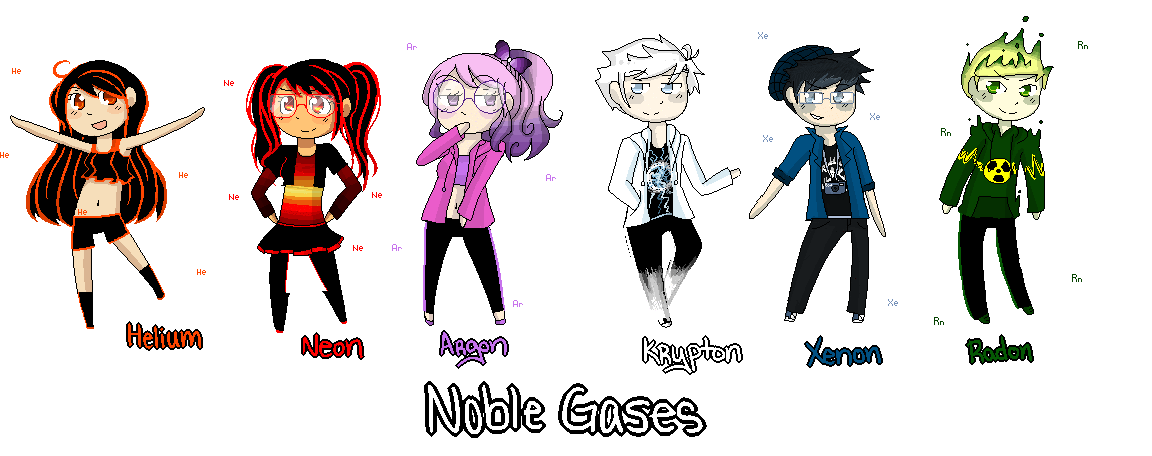 He
He
He
He
He
Helium
Ne
Ne
Ne
Ne
Neon
Ar
Ar
Ar
Ar
Argon
Krypton
Xe
Xe
Xe
Xe
Xenon
Rn
Rn
Rn
Rn
Radon
Noble Gases